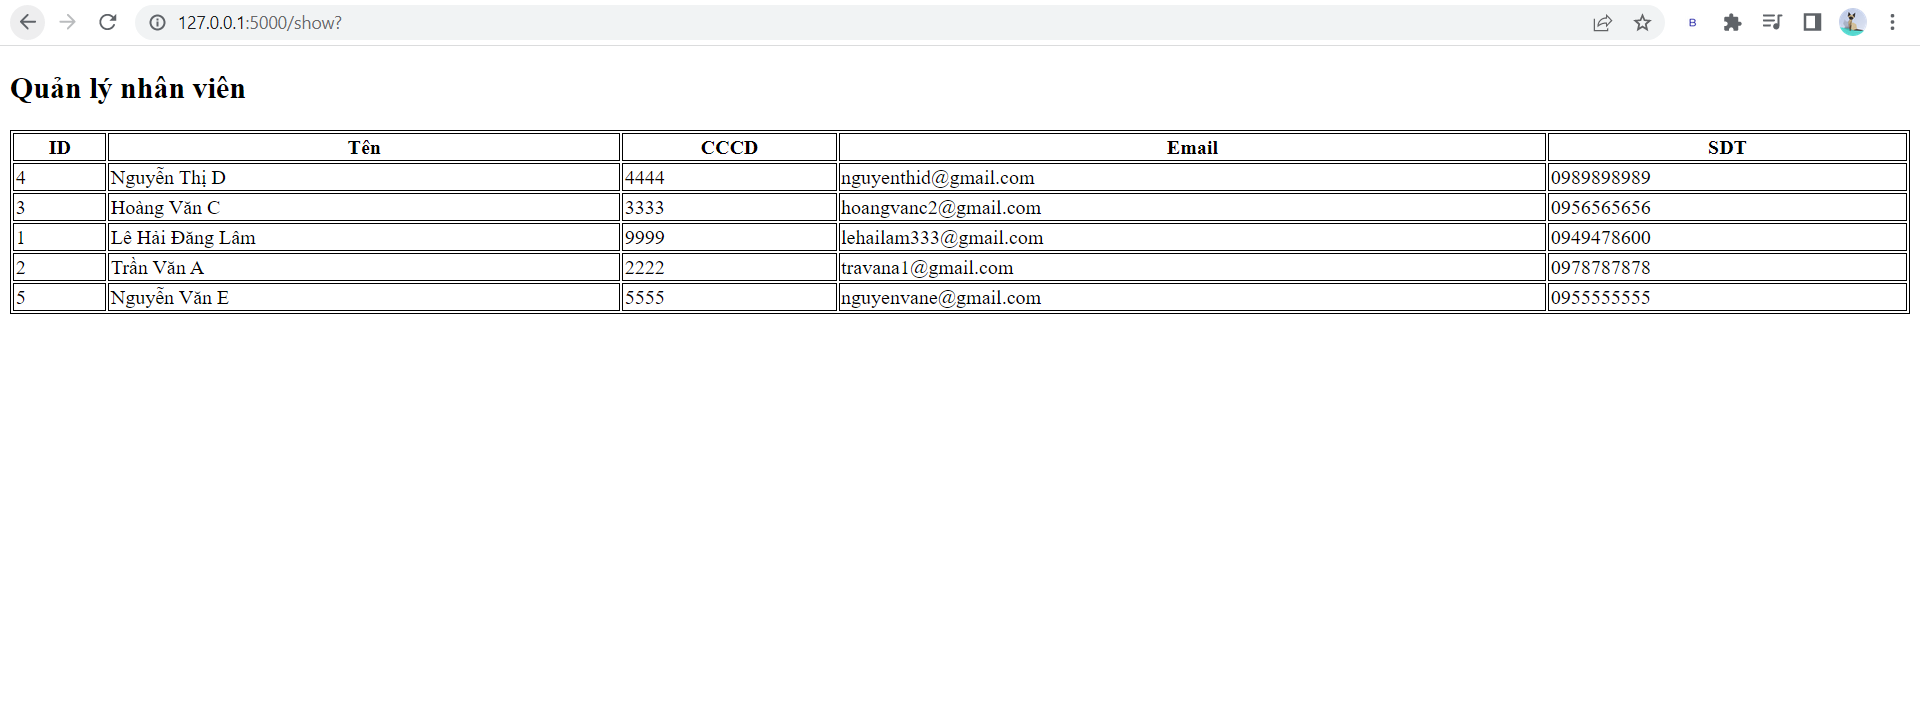 127.0.0.1:5000/show?
B
Quản lý nhân viên
ID Tên CCCD Email SDT
4 Nguyễn Thị D 4444 nguyenthid@gmail.com 0989898989
3 Hoàng Văn C 3333 hoangvanc2@gmail.com 0956565656
1 Lê Hải Đăng Lâm 9999 lehailam333@gmail.com 0949478600
2 Trần Văn A 2222 travana1@gmail.com 0978787878
5 Nguyễn Văn E 5555 nguyenvane@gmail.com 0955555555